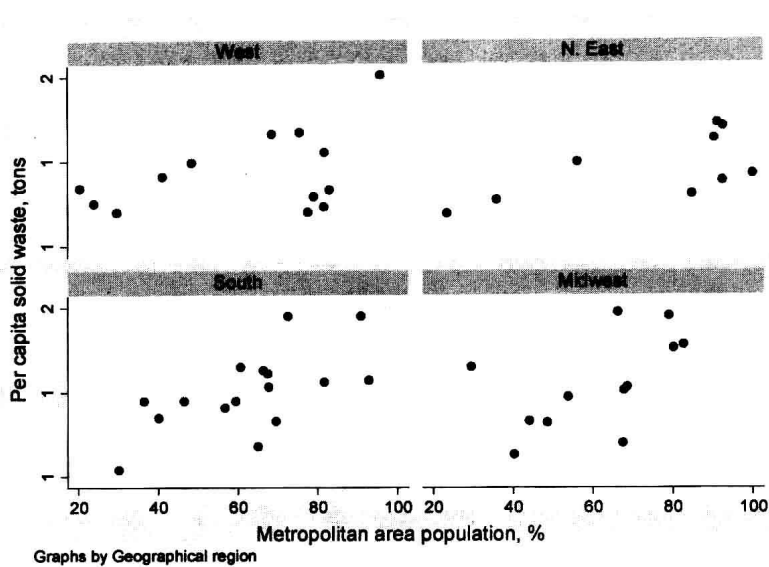 West N. East
2
1
1
South Midwest
2
1
1
20 40 60 80 100 20 40 60 80 100
Per capita solid waste, tons
Metropolitan area population, %
Graphs by Geographical region